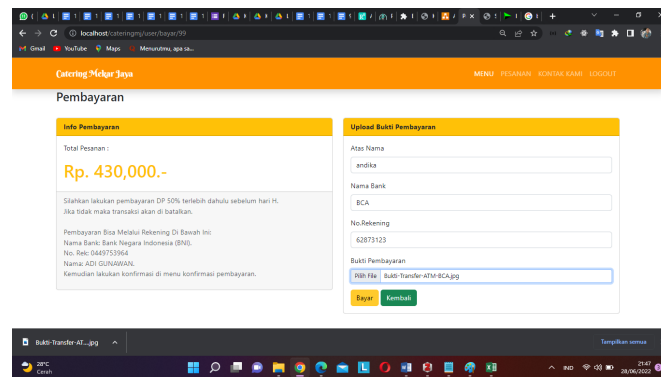 localhost/cateringmj/user/bayar/99
Gmail YouTube Maps Menurutmu, apa sa...
Catering Mekar Jaya
MENU PESANAN KONTAK KAMI LOGOUT
Pembayaran
Info Pembayaran
Total Pesanan :
Rp. 430,000.-
Silahkan lakukan pembayaran DP 50% terlebih dahulu sebelum hari H.
Jika tidak maka transaksi akan di batalkan.
Pembayaran Bisa Melalui Rekening Di Bawah Ini:
Nama Bank: Bank Negara Indonesia (BNI).
No. Rek: 0449753964
Nama: ADI GUNAWAN.
Kemudian lakukan konfirmasi di menu konfirmasi pembayaran.
Upload Bukti Pembayaran
Atas Nama
andika
Nama Bank
BCA
No.Rekening
62873123
Bukti Pembayaran
Pilih File Bukti-Transfer-ATM-BCA.jpg
Bayar Kembali
Bukti-Transfer-AT....jpg
Tampilkan semua
28°C
Cerah
IND
21:47
28/06/2022